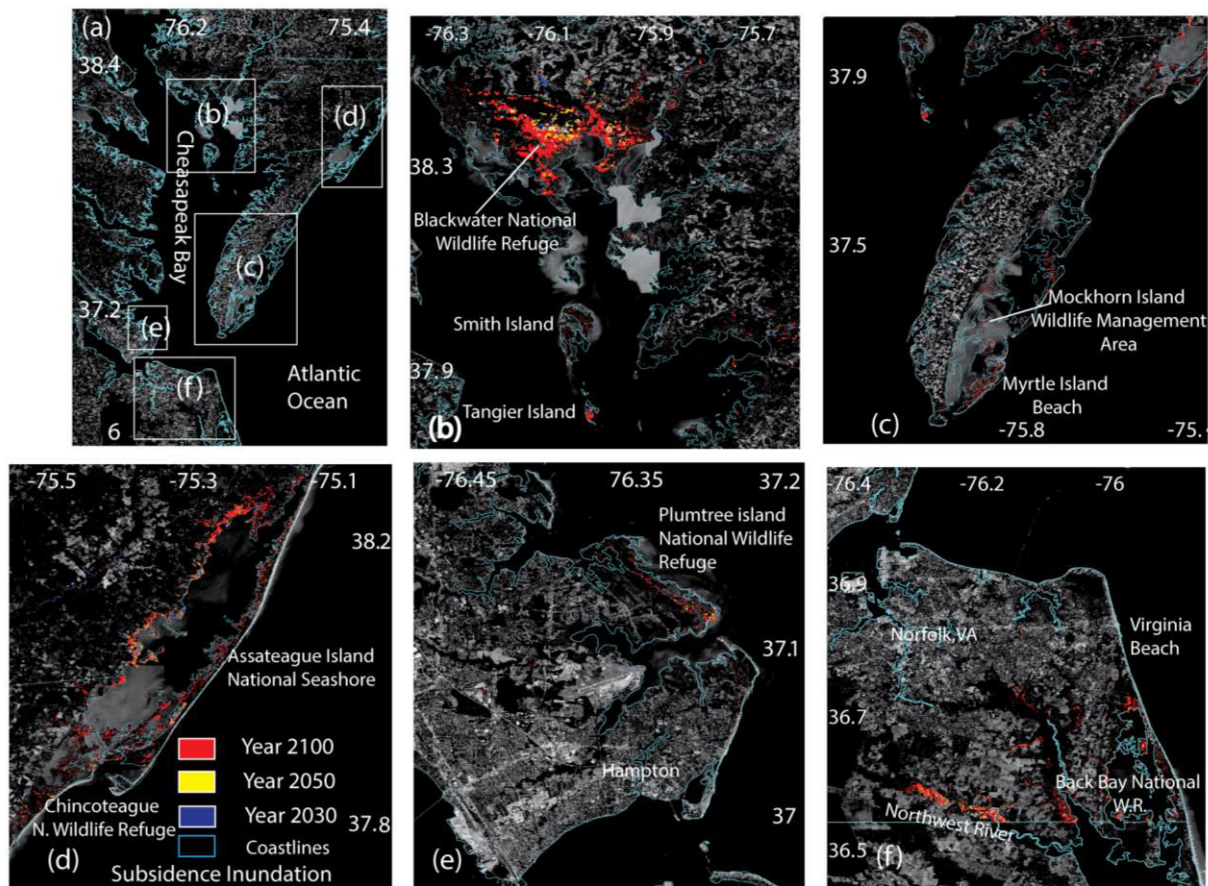 (a)
76.2
75.4
38.4
(b)
(d)
Cheasapeak Bay
(c)
37.2
(e)
(f)
Atlantic
Ocean
6
-76.3
-76.1
-75.9
-75.7
38.3
Blackwater National
Wildlife Refuge
Smith Island
37.9
Tangier Island
(b)
37.9
37.5
Mockhorn Island
Wildlife Management
Area
Myrtle Island
Beach
(c)
-75.8
-75.
-75.5
-75.3
-75.1
38.2
Assateague Island
National Seashore
Year 2100
Year 2050
Year 2030
Coastlines
Chincoteague
N. Wildlife Refuge
37.8
(d)
Subsidence Inundation
-76.45
76.35
37.2
Plumtree island
National Wildlife
Refuge
37.1
Hampton
37
(e)
-76.4
-76.2
-76
36.9
Norfolk,VA
Virginia
Beach
36.7
Back Bay National
W.R.
Northwest River
36.5
(f)